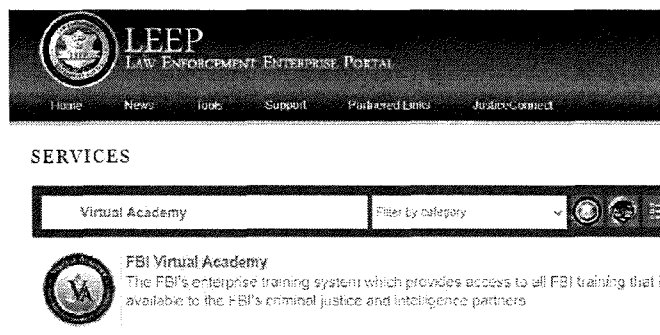 LEEP
LAW ENFORCEMENT ENTERPRISE PORTAL
Home News Tools Support Partnered Links JusticeConnect
SERVICES
Virtual Academy Filter by category
VA
FBI Virtual Academy
The FBI's enterprise training system which provides access to all FBI training that
available to the FBI's criminal justice and intelligence partners